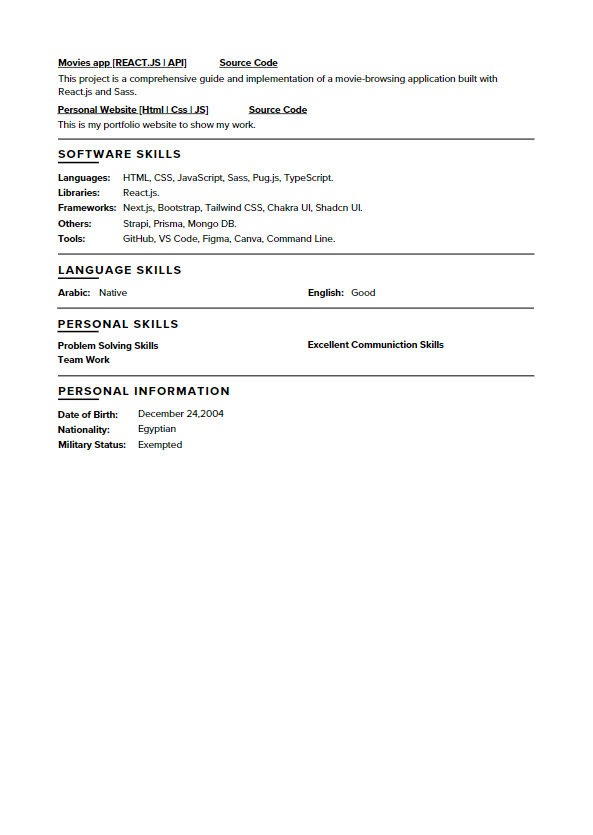 Movies app [REACT.JS | API] Source Code
This project is a comprehensive guide and implementation of a movie-browsing application built with
React.js and Sass.
Personal Website [Html | Css | JS] Source Code
This is my portfolio website to show my work.
SOFTWARE SKILLS
Languages: HTML, CSS, JavaScript, Sass, Pug.js, TypeScript.
Libraries: React.js.
Frameworks: Next.js, Bootstrap, Tailwind CSS, Chakra UI, Shadcn UI.
Others: Strapi, Prisma, Mongo DB.
Tools: GitHub, VS Code, Figma, Canva, Command Line.
LANGUAGE SKILLS
Arabic: Native English: Good
PERSONAL SKILLS
Problem Solving Skills Excellent Communiction Skills
Team Work
PERSONAL INFORMATION
Date of Birth: December 24,2004
Nationality: Egyptian
Military Status: Exempted